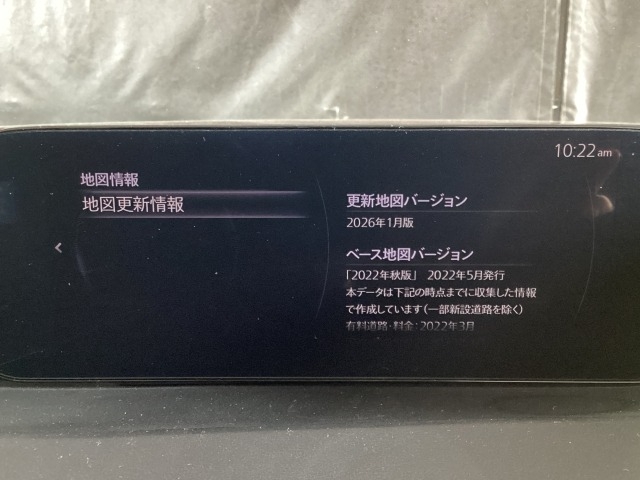 10:22 am
地図情報
地図更新情報
更新地図バージョン
2026年1月版
ベース地図バージョン
「2022年秋版」 2022年5月発行
本データは下記の時点までに収集した情報
で作成しています(一部新設道路を除く)
有料道路・料金:2022年3月